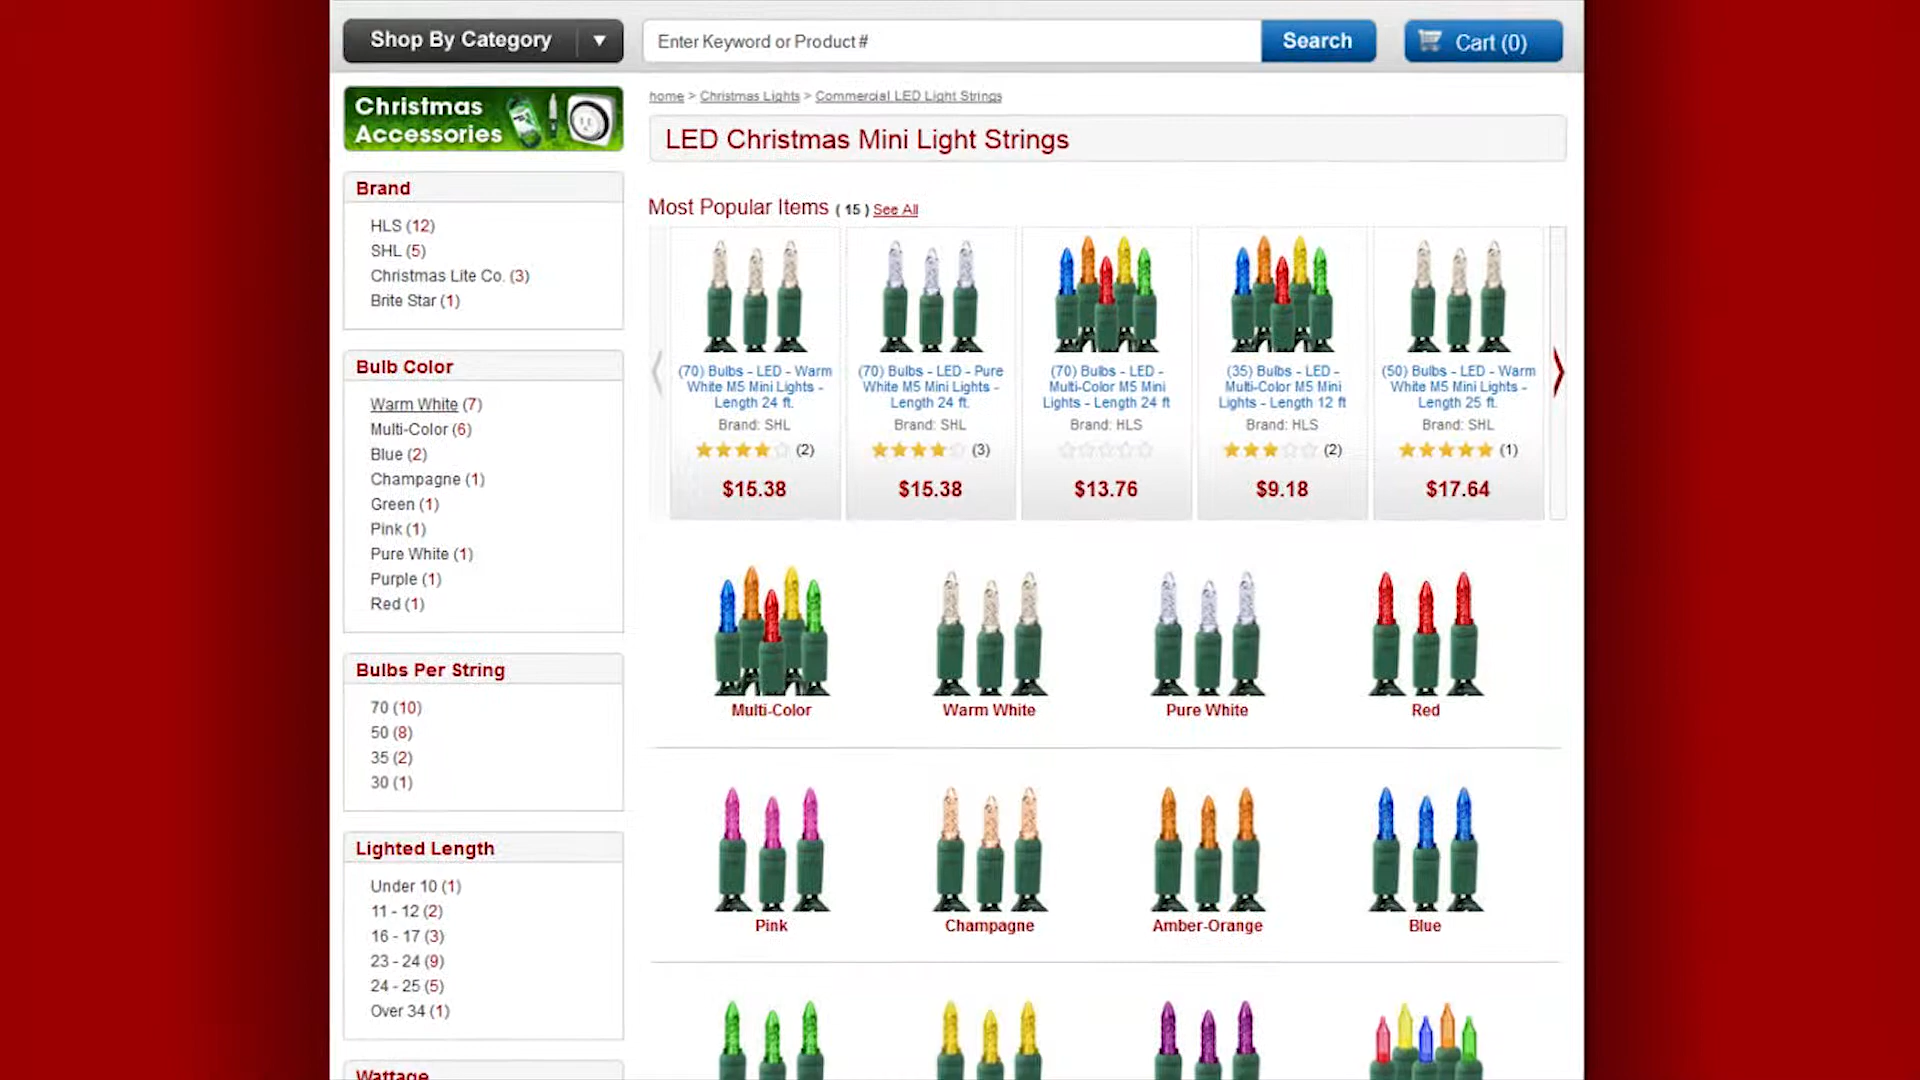 Shop By Category ▼
Enter Keyword or Product #
Search
Cart (0)
Christmas
Accessories
Brand
HLS (12)
SHL (5)
Christmas Lite Co. (3)
Brite Star (1)
Bulb Color
Warm White (7)
Multi-Color (6)
Blue (2)
Champagne (1)
Green (1)
Pink (1)
Pure White (1)
Purple (1)
Red (1)
Bulbs Per String
70 (10)
50 (8)
35 (2)
30 (1)
Lighted Length
Under 10 (1)
11 - 12 (2)
16 - 17 (3)
23 - 24 (9)
24 - 25 (5)
Over 34 (1)
Wattage
home > Christmas Lights > Commercial LED Light Strings
LED Christmas Mini Light Strings
Most Popular Items ( 15 ) See All
(70) Bulbs - LED - Warm
White M5 Mini Lights -
Length 24 ft.
Brand: SHL
(2)
$15.38
(70) Bulbs - LED - Pure
White M5 Mini Lights -
Length 24 ft.
Brand: SHL
(3)
$15.38
(70) Bulbs - LED -
Multi-Color M5 Mini
Lights - Length 24 ft
Brand: HLS
$13.76
(35) Bulbs - LED -
Multi-Color M5 Mini
Lights - Length 12 ft
Brand: HLS
(2)
$9.18
(50) Bulbs - LED - Warm
White M5 Mini Lights -
Length 25 ft.
Brand: SHL
(1)
$17.64
Multi-Color
Warm White
Pure White
Red
Pink
Champagne
Amber-Orange
Blue